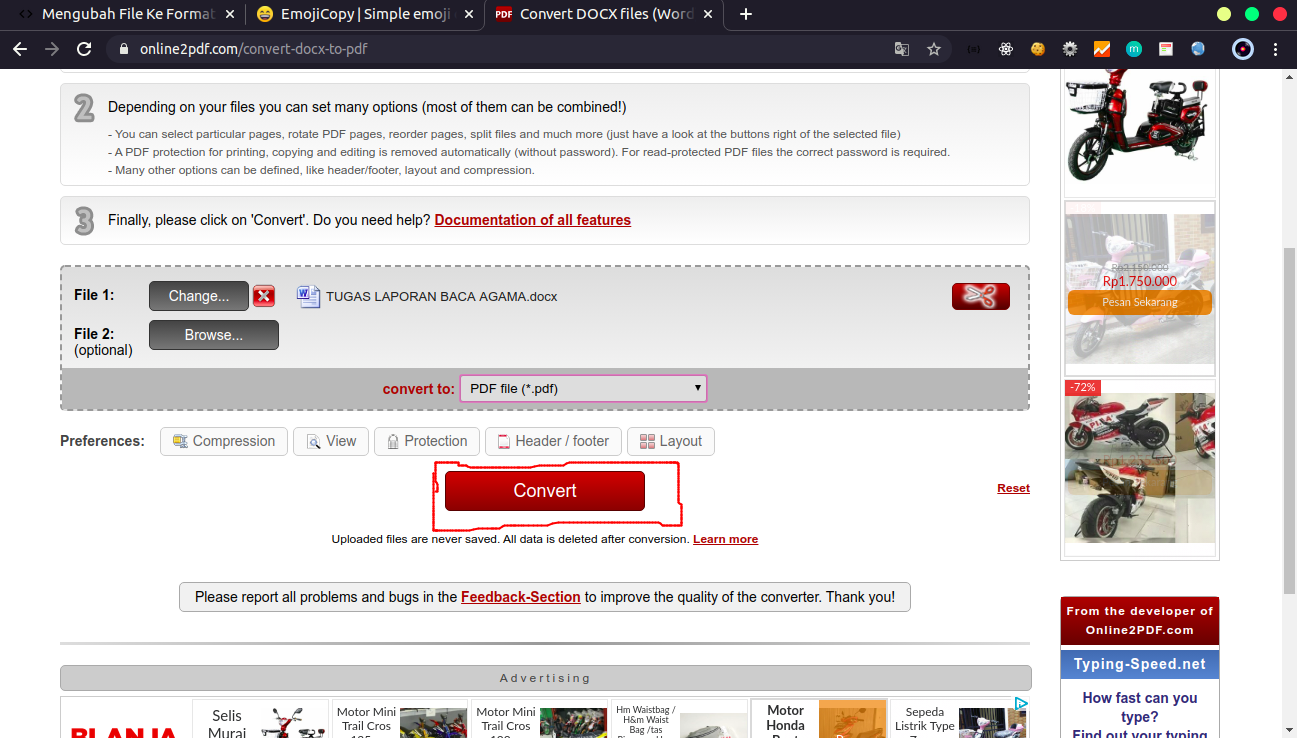 Mengubah File Ke Format
EmojiCopy | Simple emoji
PDF
Convert DOCX files (Word
online2pdf.com/convert-docx-to-pdf
2
Depending on your files you can set many options (most of them can be combined!)
- You can select particular pages, rotate PDF pages, reorder pages, split files and much more (just have a look at the buttons right of the selected file)
- A PDF protection for printing, copying and editing is removed automatically (without password). For read-protected PDF files the correct password is required.
- Many other options can be defined, like header/footer, layout and compression.
3
Finally, please click on 'Convert'. Do you need help? Documentation of all features
File 1:
Change...
TUGAS LAPORAN BACA AGAMA.docx
File 2:
(optional)
Browse...
convert to:
PDF file (*.pdf)
Preferences:
Compression
View
Protection
Header / footer
Layout
Convert
Reset
Uploaded files are never saved. All data is deleted after conversion. Learn more
Please report all problems and bugs in the Feedback-Section to improve the quality of the converter. Thank you!
Advertising
BLANJA
Selis
Murai
Motor Mini
Trail Cros
Motor Mini
Trail Cros
Hm Waistbag /
H&m Waist
Bag /tas
Motor
Honda
Sepeda
Listrik Type
Rp2.150.000
Rp1.750.000
Pesan Sekarang
-72%
From the developer of
Online2PDF.com
Typing-Speed.net
How fast can you
type?
Find out your typing